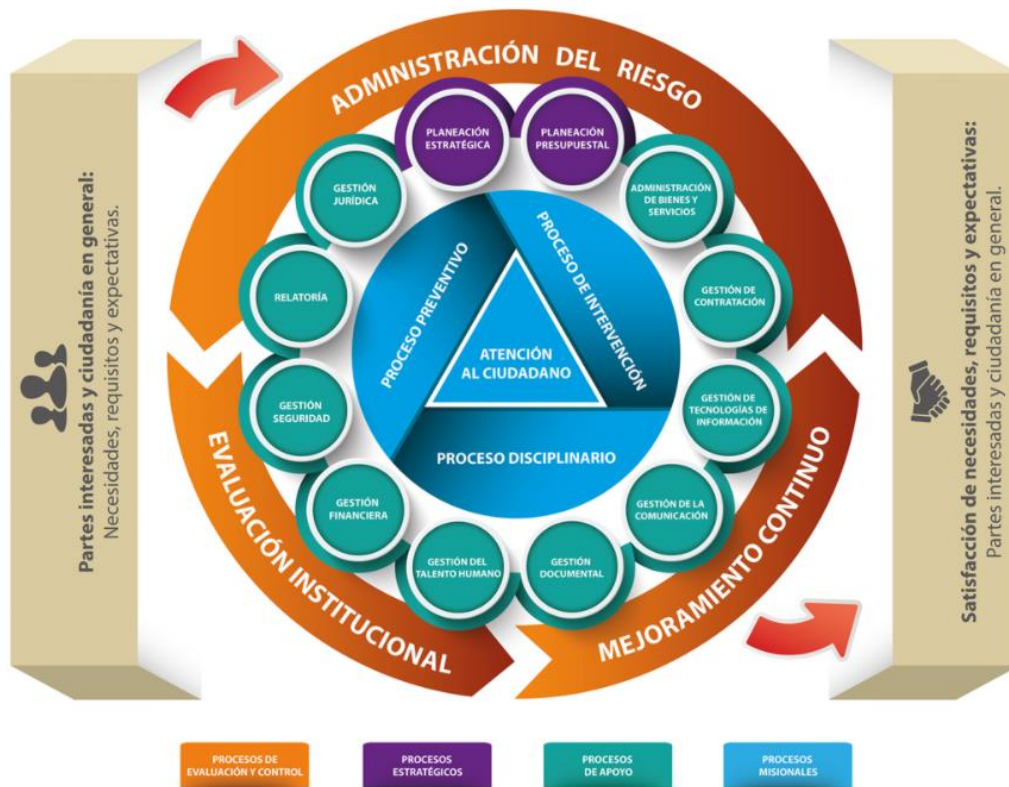 Partes interesadas y ciudadanía en general:
Necesidades, requisitos y expectativas.
ADMINISTRACIÓN DEL RIESGO
PLANEACIÓN
ESTRATÉGICA
PLANEACIÓN
PRESUPUESTAL
GESTIÓN
JURÍDICA
ADMINISTRACIÓN
DE BIENES Y
SERVICIOS
RELATORÍA
GESTIÓN DE
CONTRATACIÓN
GESTIÓN
SEGURIDAD
GESTIÓN DE
TECNOLOGÍAS DE
INFORMACIÓN
GESTIÓN
FINANCIERA
GESTIÓN DE LA
COMUNICACIÓN
GESTIÓN DEL
TALENTO HUMANO
GESTIÓN
DOCUMENTAL
PROCESO PREVENTIVO
PROCESO DE INTERVENCIÓN
ATENCIÓN
AL CIUDADANO
PROCESO DISCIPLINARIO
EVALUACIÓN INSTITUCIONAL
MEJORAMIENTO CONTINUO
Satisfacción de necesidades, requisitos y expectativas:
Partes interesadas y ciudadanía en general.
PROCESOS DE
EVALUACIÓN Y CONTROL
PROCESOS
ESTRATÉGICOS
PROCESOS
DE APOYO
PROCESOS
MISIONALES